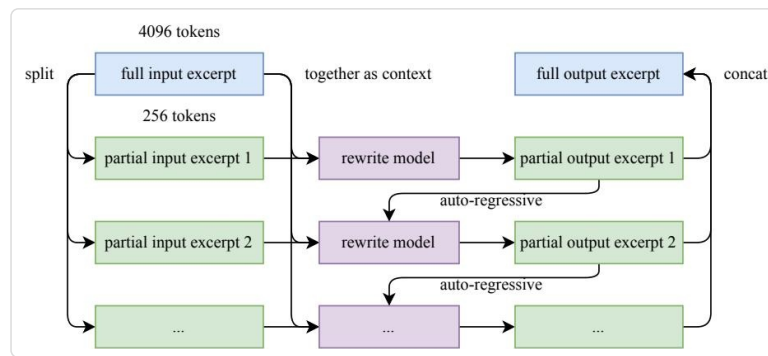 4096 tokens
split
full input excerpt
together as context
full output excerpt
concat
256 tokens
partial input excerpt 1
rewrite model
partial output excerpt 1
auto-regressive
partial input excerpt 2
rewrite model
partial output excerpt 2
auto-regressive
...
...
...